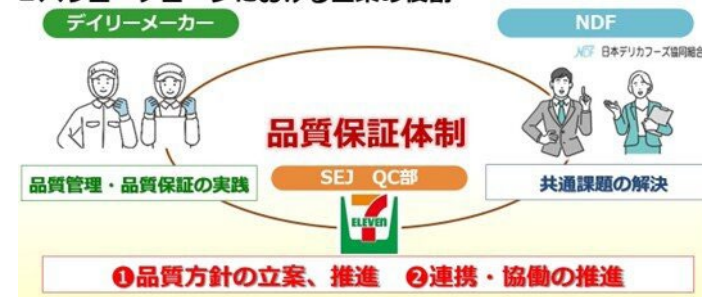 デイリーメーカー
NDF
日本デリカフーズ協同組合
品質保証体制
品質管理・品質保証の実践
SEJ QC部
共通課題の解決
ELEVEN
❶品質方針の立案、推進 ❷連携・協働の推進